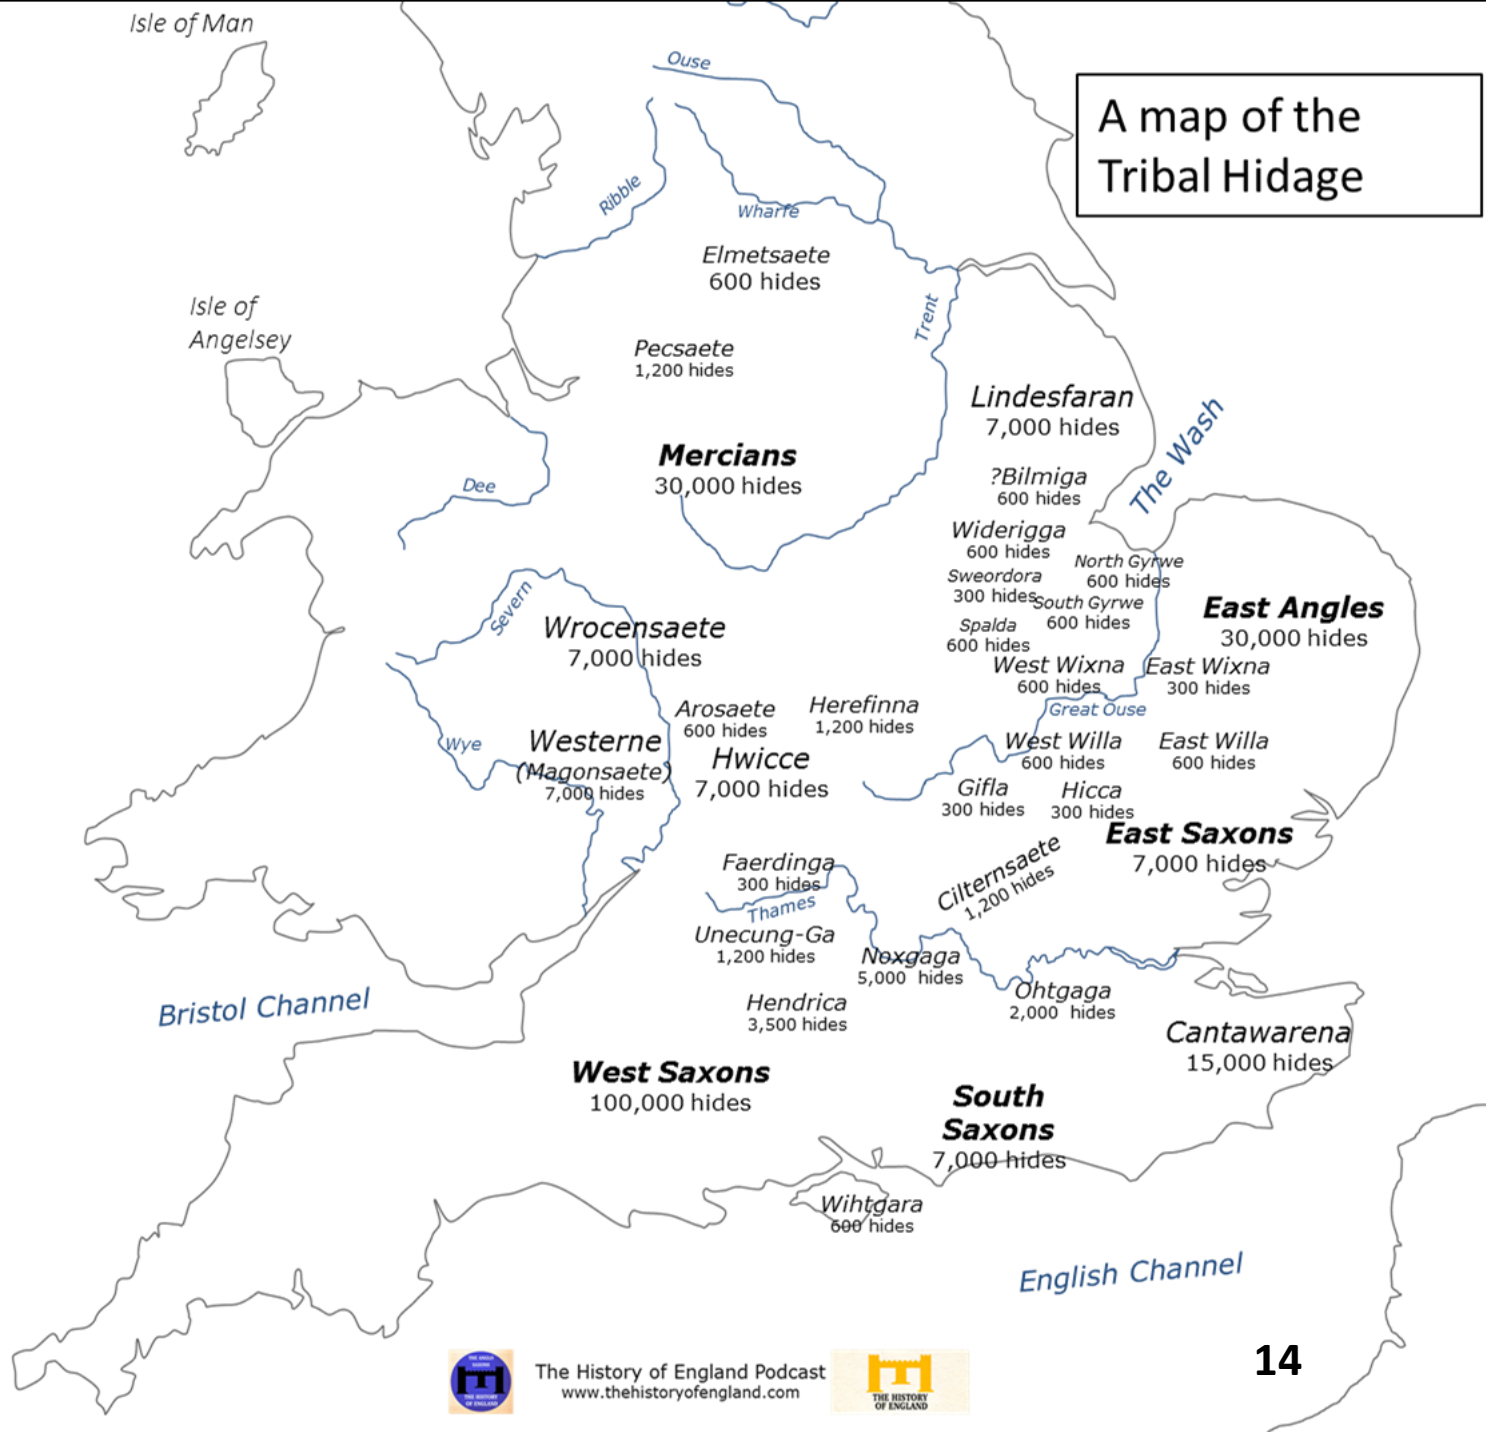 Isle of Man
Ouse
A map of the
Tribal Hidage
Ribble
Wharfe
Elmetsaete
600 hides
Isle of
Angelsey
Trent
Pecsaete
1,200 hides
Lindesfaran
7,000 hides
The Wash
Mercians
30,000 hides
Dee
?Bilmiga
600 hides
Widerigga
600 hides
North Gyrwe
600 hides
Sweordora
300 hides
South Gyrwe
600 hides
Spalda
600 hides
East Angles
30,000 hides
Severn
Wrocensaete
7,000 hides
West Wixna
600 hides
East Wixna
300 hides
Great Ouse
Arosaete
600 hides
Herefinna
1,200 hides
Wye
Westerne
(Magonsaete)
7,000 hides
Hwicce
7,000 hides
West Willa
600 hides
East Willa
600 hides
Gifla
300 hides
Hicca
300 hides
East Saxons
7,000 hides
Cilternsaete
1,200 hides
Faerdinga
300 hides
Thames
Unecung-Ga
1,200 hides
Noxgaga
5,000 hides
Ohtgaga
2,000 hides
Hendrica
3,500 hides
Bristol Channel
Cantawarena
15,000 hides
West Saxons
100,000 hides
South
Saxons
7,000 hides
Wihtgara
600 hides
English Channel
14
THE ANGLO
SAXONS
THE HISTORY
OF ENGLAND
The History of England Podcast
www.thehistoryofengland.com
THE HISTORY
OF ENGLAND